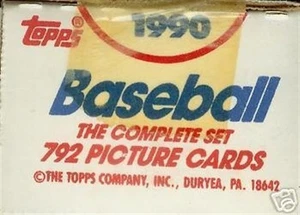 Topps®
1990
Baseball
THE COMPLETE SET
792 PICTURE CARDS
©THE TOPPS COMPANY, INC., DURYEA, PA. 18642